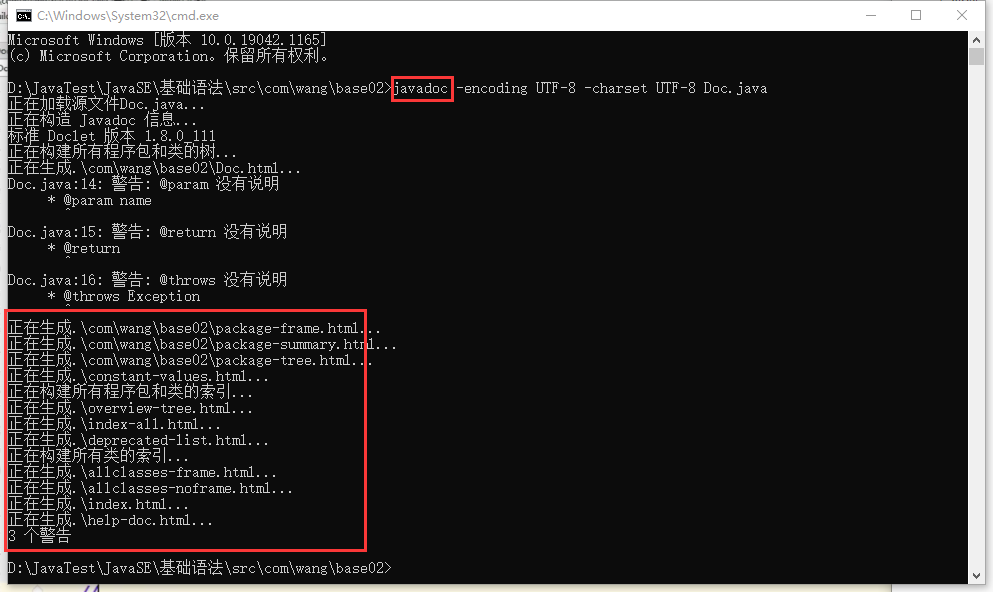 C:\Windows\System32\cmd.exe
Microsoft Windows [版本 10.0.19042.1165]
(c) Microsoft Corporation。保留所有权利。
D:\JavaTest\JavaSE\基础语法\src\com\wang\base02>javadoc -encoding UTF-8 -charset UTF-8 Doc.java
正在加载源文件Doc.java...
正在构造 Javadoc 信息...
标准 Doclet 版本 1.8.0_111
正在构建所有程序包和类的树...
正在生成.\com\wang\base02\Doc.html...
Doc.java:14: 警告: @param 没有说明
* @param name
^
Doc.java:15: 警告: @return 没有说明
* @return
^
Doc.java:16: 警告: @throws 没有说明
* @throws Exception
^
正在生成.\com\wang\base02\package-frame.html...
正在生成.\com\wang\base02\package-summary.html...
正在生成.\com\wang\base02\package-tree.html...
正在生成.\constant-values.html...
正在构建所有程序包和类的索引...
正在生成.\overview-tree.html...
正在生成.\index-all.html...
正在生成.\deprecated-list.html...
正在构建所有类的索引...
正在生成.\allclasses-frame.html...
正在生成.\allclasses-noframe.html...
正在生成.\index.html...
正在生成.\help-doc.html...
3 个警告
D:\JavaTest\JavaSE\基础语法\src\com\wang\base02>